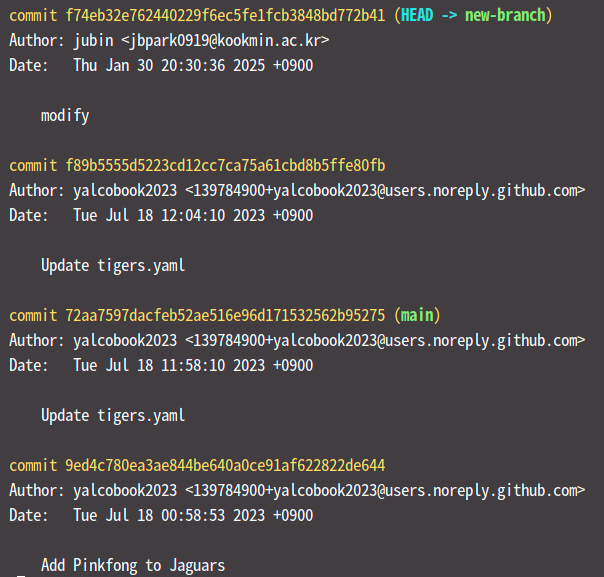 commit f74eb32e762440229f6ec5fe1fcb3848bd772b41 (HEAD -> new-branch)
Author: jubin <jbpark0919@kookmin.ac.kr>
Date:   Thu Jan 30 20:30:36 2025 +0900
modify
commit f89b5555d5223cd12cc7ca75a61cbd8b5ffe80fb
Author: yalcobook2023 <139784900+yalcobook2023@users.noreply.github.com>
Date:   Tue Jul 18 12:04:10 2023 +0900
Update tigers.yaml
commit 72aa7597dacfeb52ae516e96d171532562b95275 (main)
Author: yalcobook2023 <139784900+yalcobook2023@users.noreply.github.com>
Date:   Tue Jul 18 11:58:10 2023 +0900
Update tigers.yaml
commit 9ed4c780ea3ae844be640a0ce91af622822de644
Author: yalcobook2023 <139784900+yalcobook2023@users.noreply.github.com>
Date:   Tue Jul 18 00:58:53 2023 +0900
Add Pinkfong to Jaguars